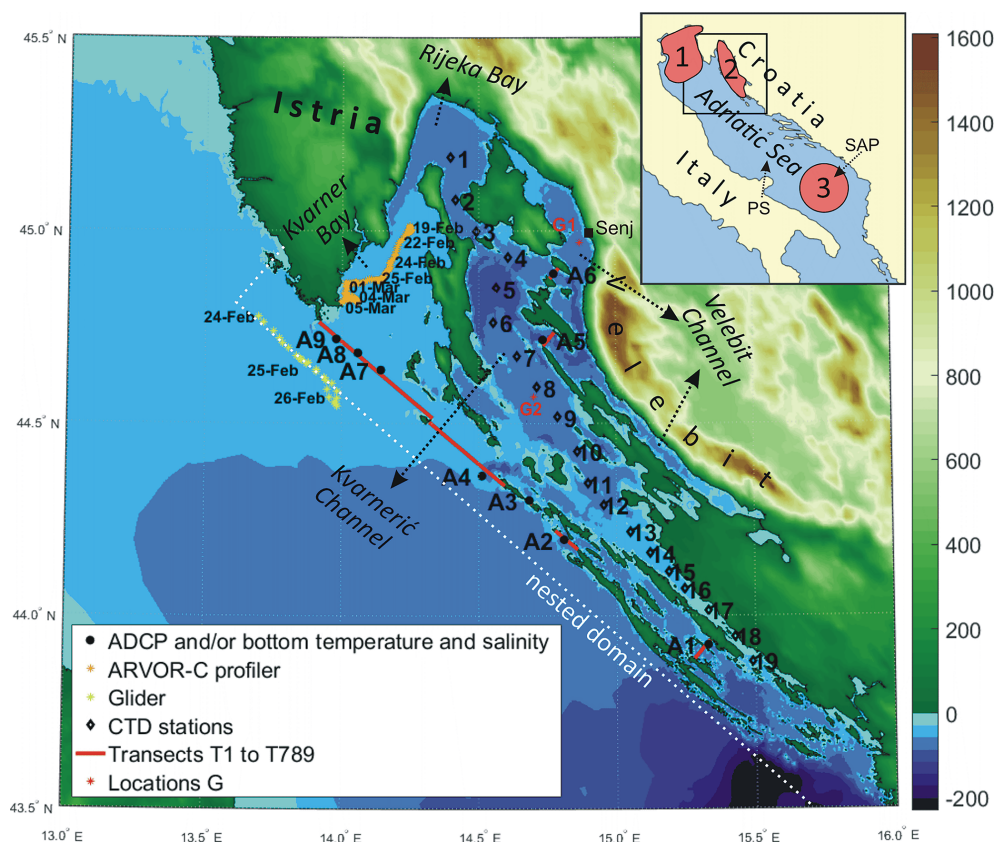 45.5° N
45.0° N
44.5° N
44.0° N
43.5° N
13.0° E
13.5° E
14.0° E
14.5° E
15.0° E
15.5° E
16.0° E
Istria
Rijeka Bay
Kvarner
Bay
19-Feb
22-Feb
24-Feb
25-Feb
01-Mar
04-Mar
05-Mar
24-Feb
25-Feb
26-Feb
A9
A8
A7
A4
A3
A2
A1
A6
A5
G1
G2
Senj
1
2
3
4
5
6
7
8
9
10
11
12
13
14
15
16
17
18
19
Velebit
Velebit
Channel
Kvarnerić
Channel
nested domain
ADCP and/or bottom temperature and salinity
ARVOR-C profiler
Glider
CTD stations
Transects T1 to T789
Locations G
1
2
3
Croatia
Adriatic Sea
Italy
SAP
PS
1600
1400
1200
1000
800
600
400
200
0
-200